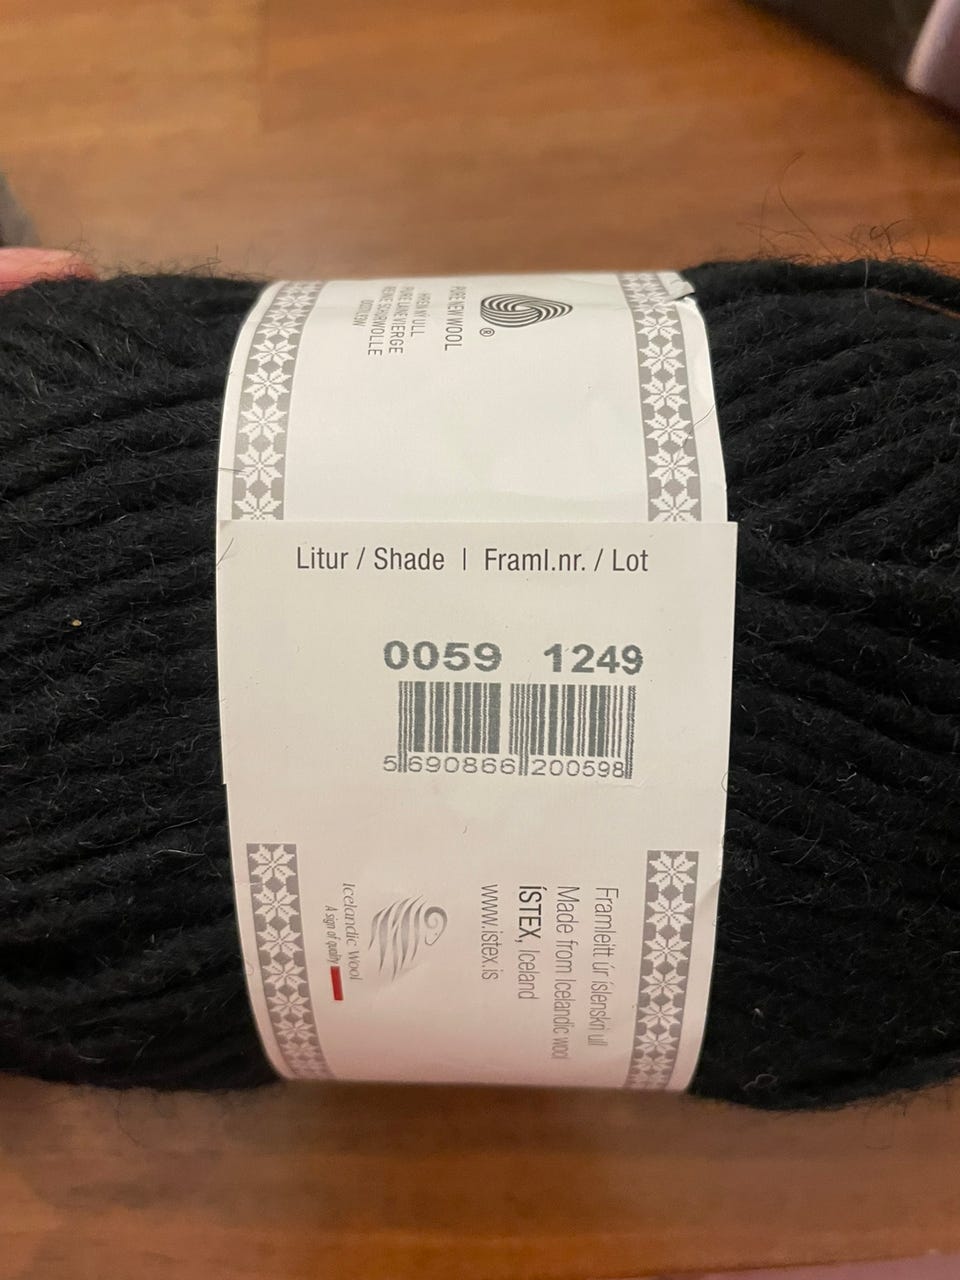 PURE NEW WOOL
HREIN NÝ ULL
PURE LAINE VIERGE
REINE SCHURWOLLE
®
Litur / Shade | Framl.nr. / Lot
0059 1249
5 690866 200598
Framleitt úr íslenskri ull
Made from Icelandic wool
ÍSTEX, Iceland
www.istex.is
Icelandic Wool
A sign of quality